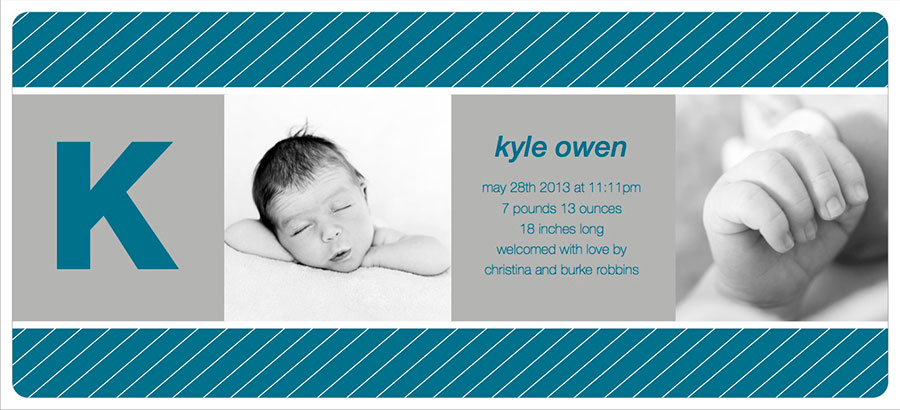 K
kyle owen
may 28th 2013 at 11:11pm
7 pounds 13 ounces
18 inches long
welcomed with love by
christina and burke robbins